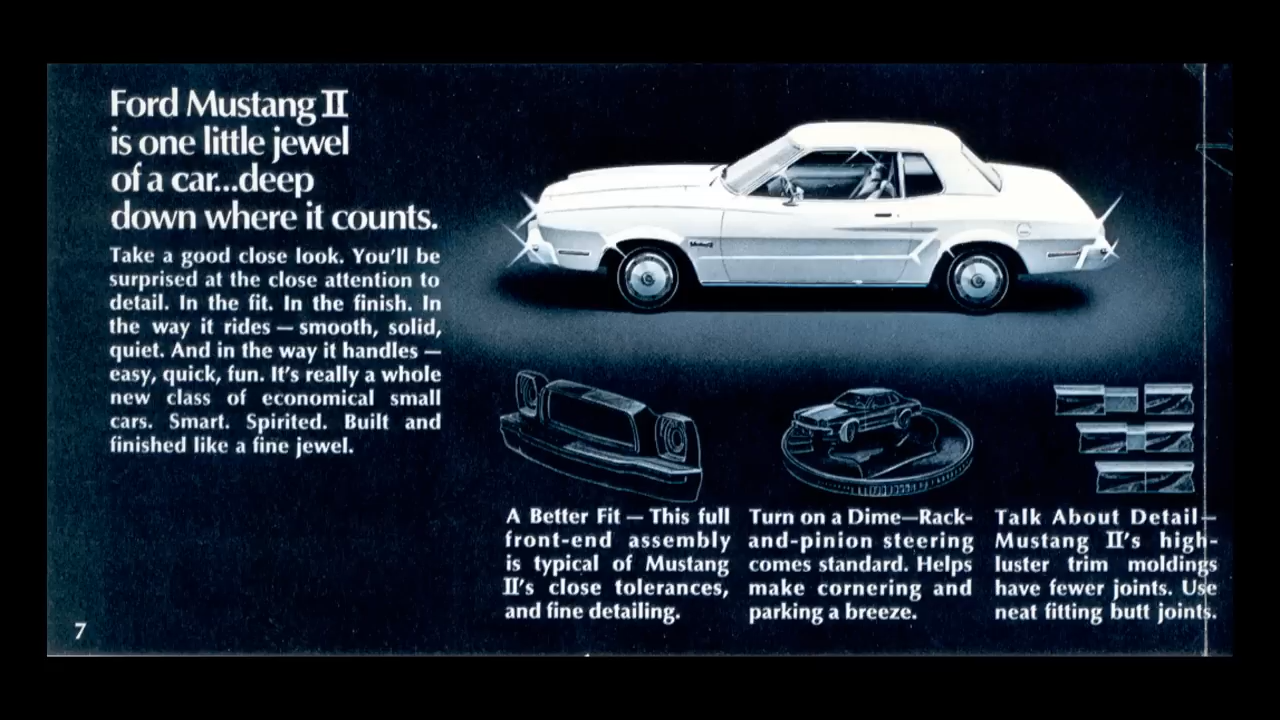 Ford Mustang II
is one little jewel
of a car...deep
down where it counts.
Take a good close look. You'll be
surprised at the close attention to
detail. In the fit. In the finish. In
the way it rides — smooth, solid,
quiet. And in the way it handles —
easy, quick, fun. It's really a whole
new class of economical small
cars. Smart. Spirited. Built and
finished like a fine jewel.
A Better Fit — This full
front-end assembly
is typical of Mustang
II's close tolerances,
and fine detailing.
Turn on a Dime—Rack-
and-pinion steering
comes standard. Helps
make cornering and
parking a breeze.
Talk About Detail—
Mustang II's high-
luster trim moldings
have fewer joints. Use
neat fitting butt joints.
7